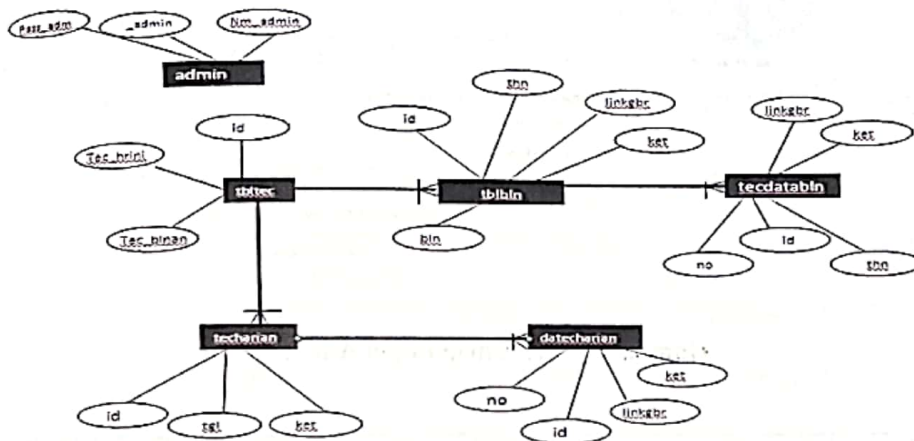 Pass_adm
_admin
Nm_admin
admin
thn
id
linkgbr
linkgbr
id
ket
ket
Tec_hrini
tbltec
tblbln
tecdatabln
Tec_blnan
bln
id
no
thn
techarian
datecharian
ket
no
id
linkgbr
tgl
ket
id